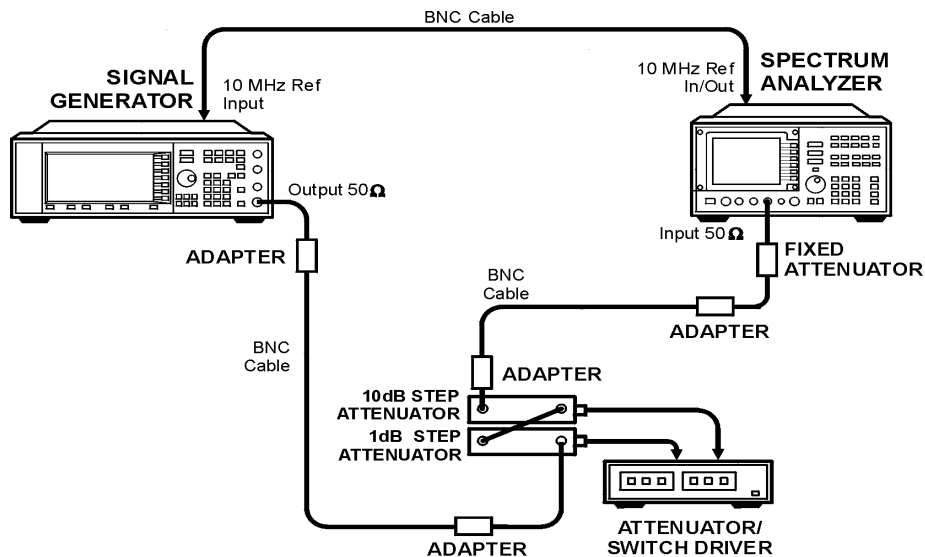 BNC Cable
SIGNAL
GENERATOR
10 MHz Ref
Input
10 MHz Ref
In/Out
SPECTRUM
ANALYZER
Output 50Ω
Input 50Ω
ADAPTER
FIXED
ATTENUATOR
BNC
Cable
ADAPTER
BNC
Cable
ADAPTER
10dB STEP
ATTENUATOR
1dB STEP
ATTENUATOR
ADAPTER
ATTENUATOR/
SWITCH DRIVER